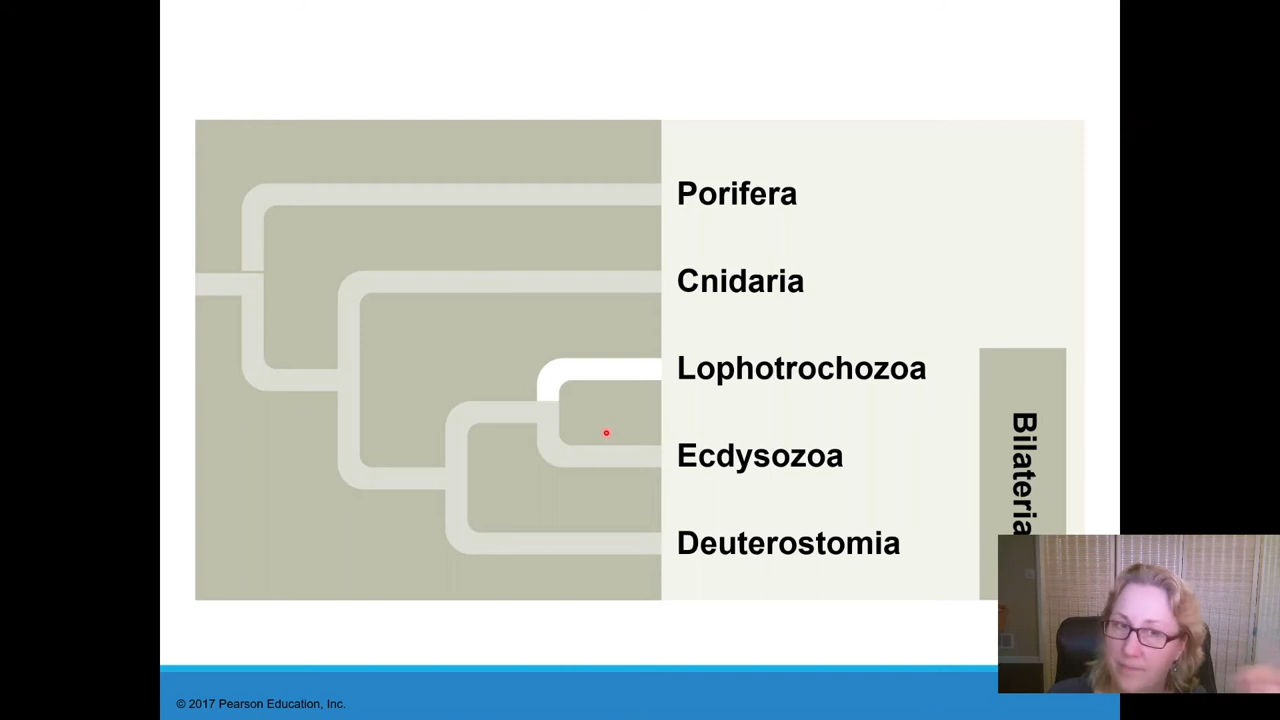 Porifera
Cnidaria
Lophotrochozoa
Ecdysozoa
Deuterostomia
Bilateria
© 2017 Pearson Education, Inc.